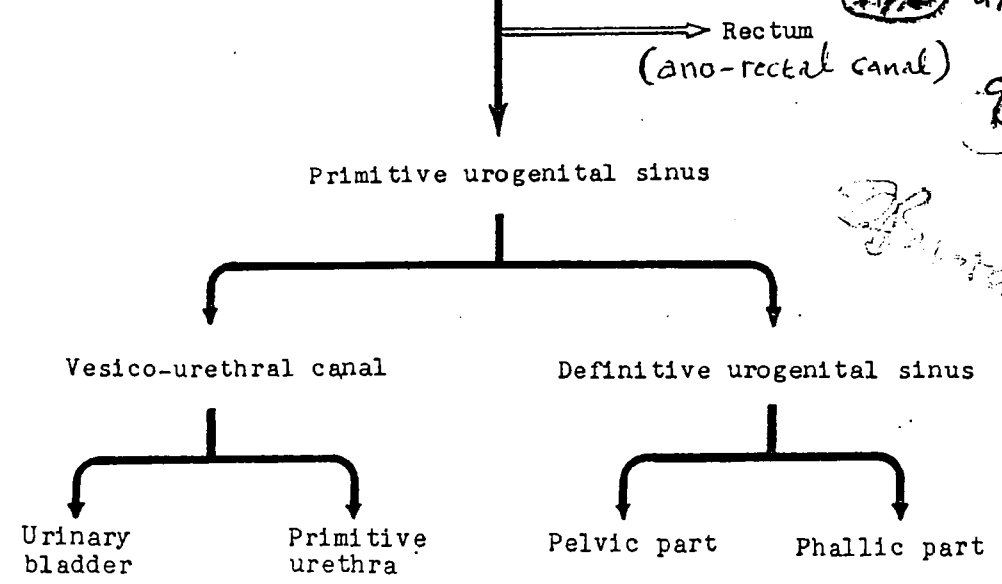 Rectum
(ano-rectal canal)
Primitive urogenital sinus
Vesico-urethral canal
Definitive urogenital sinus
Urinary
bladder
Primitive
urethra
Pelvic part
Phallic part